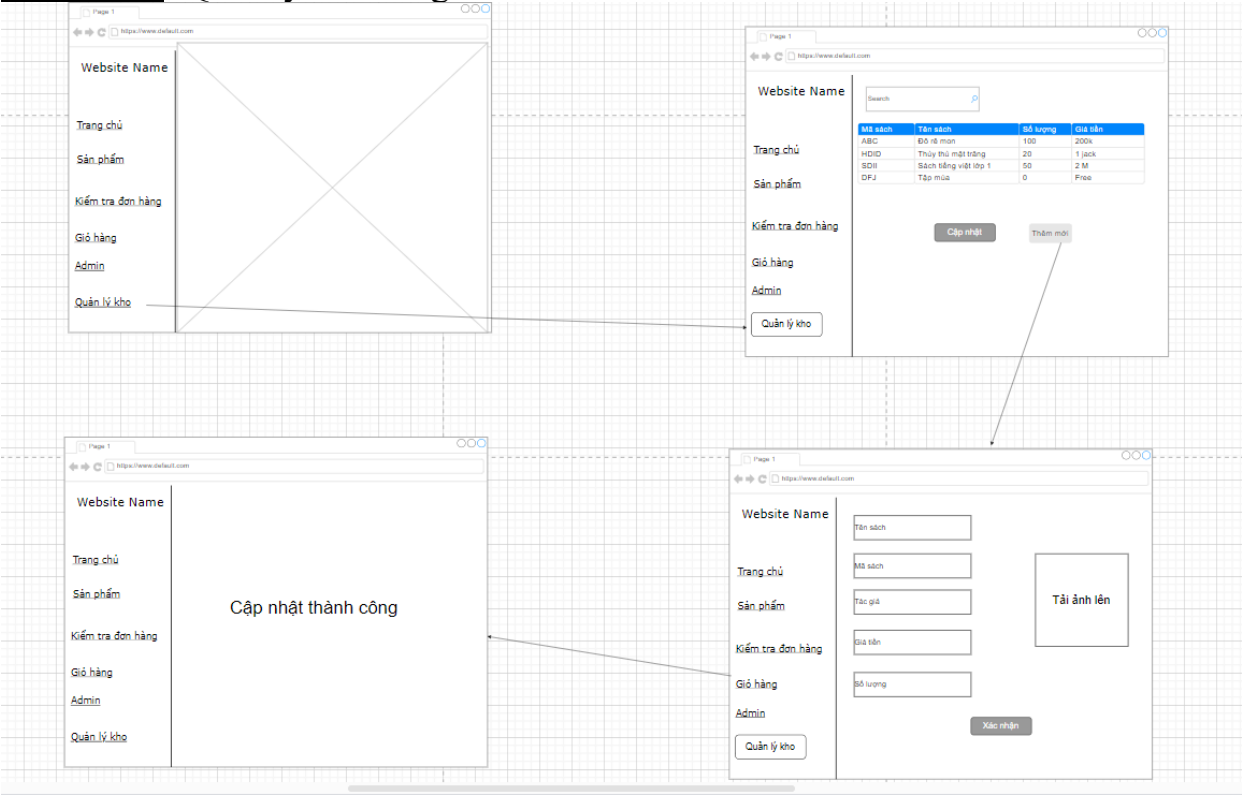 Page 1
https://www.default.com
Website Name
Trang chủ
Sản phẩm
Kiểm tra đơn hàng
Giỏ hàng
Admin
Quản lý kho
Page 1
https://www.default.com
Website Name
Search
Mã sách Tên sách Số lượng Giá tiền
ABC Đô rê mon 100 200k
HDID Thủy thủ mặt trăng 20 1 jack
SDII Sách tiếng việt lớp 1 50 2 M
DFJ Tập múa 0 Free
Trang chủ
Sản phẩm
Kiểm tra đơn hàng
Cập nhật Thêm mới
Giỏ hàng
Admin
Quản lý kho
Page 1
https://www.default.com
Website Name
Trang chủ
Sản phẩm
Cập nhật thành công
Kiểm tra đơn hàng
Giỏ hàng
Admin
Quản lý kho
Page 1
https://www.default.com
Website Name
Tên sách
Mã sách
Trang chủ
Tác giả
Tải ảnh lên
Sản phẩm
Giá tiền
Kiểm tra đơn hàng
Giỏ hàng
Số lượng
Admin
Xác nhận
Quản lý kho